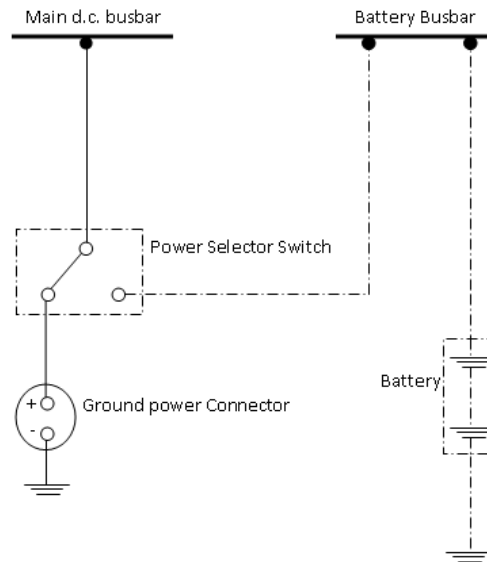 Main d.c. busbar
Battery Busbar
Power Selector Switch
Battery
+
Ground power Connector
-